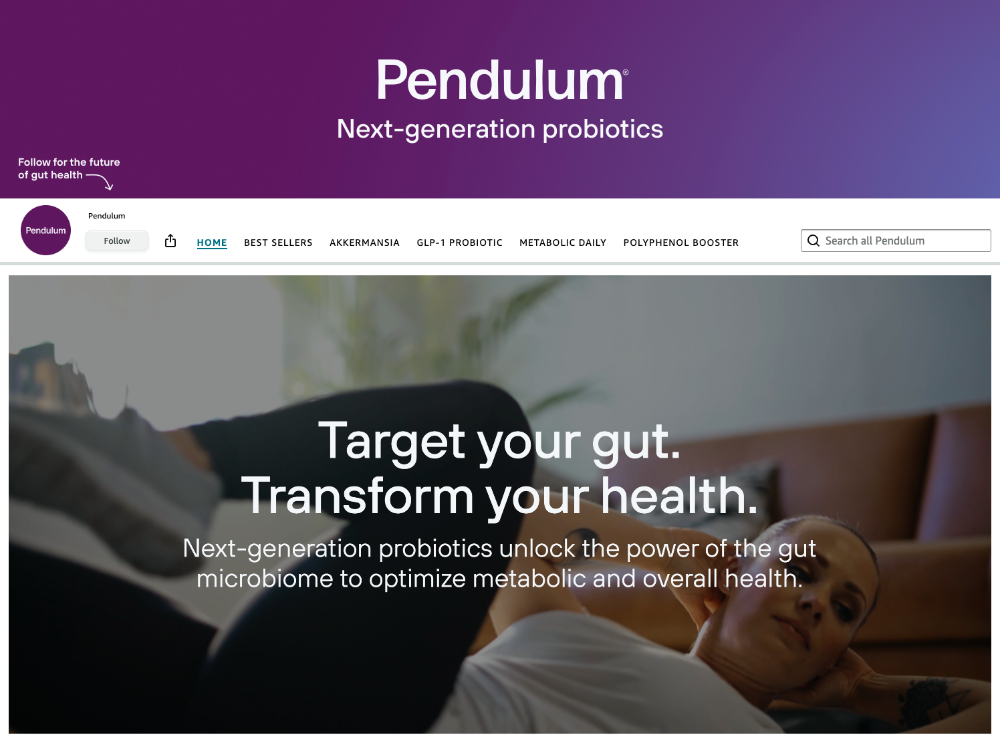 Pendulum®
Next-generation probiotics
Follow for the future
of gut health
Pendulum
Pendulum
Follow
HOME
BEST SELLERS
AKKERMANSIA
GLP-1 PROBIOTIC
METABOLIC DAILY
POLYPHENOL BOOSTER
Search all Pendulum
Target your gut.
Transform your health.
Next-generation probiotics unlock the power of the gut
microbiome to optimize metabolic and overall health.